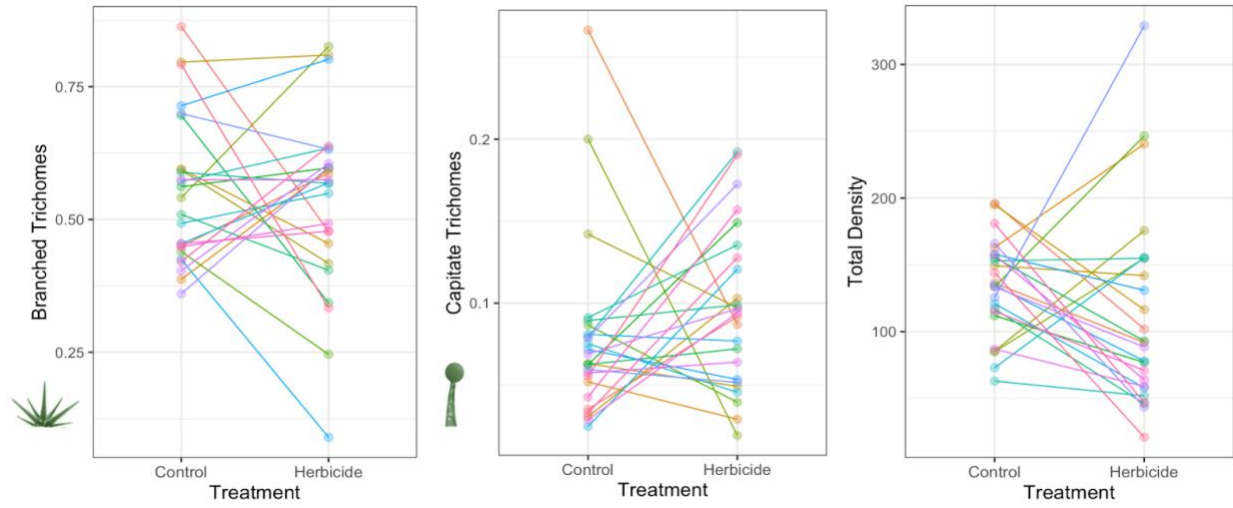 Branched Trichomes
0.75
0.50
0.25
Control Herbicide
Treatment
Capitate Trichomes
0.2
0.1
Control Herbicide
Treatment
Total Density
300
200
100
Control Herbicide
Treatment